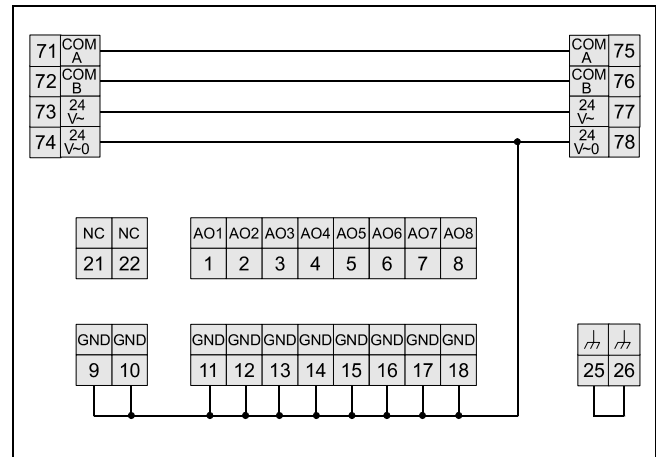 71 COM A COM A 75
72 COM B COM B 76
73 24 V~ 24 V~ 77
74 24 V~0 24 V~0 78
NC NC AO1 AO2 AO3 AO4 AO5 AO6 AO7 AO8
21 22 1 2 3 4 5 6 7 8
GND GND GND GND GND GND GND GND GND GND
9 10 11 12 13 14 15 16 17 18 25 26